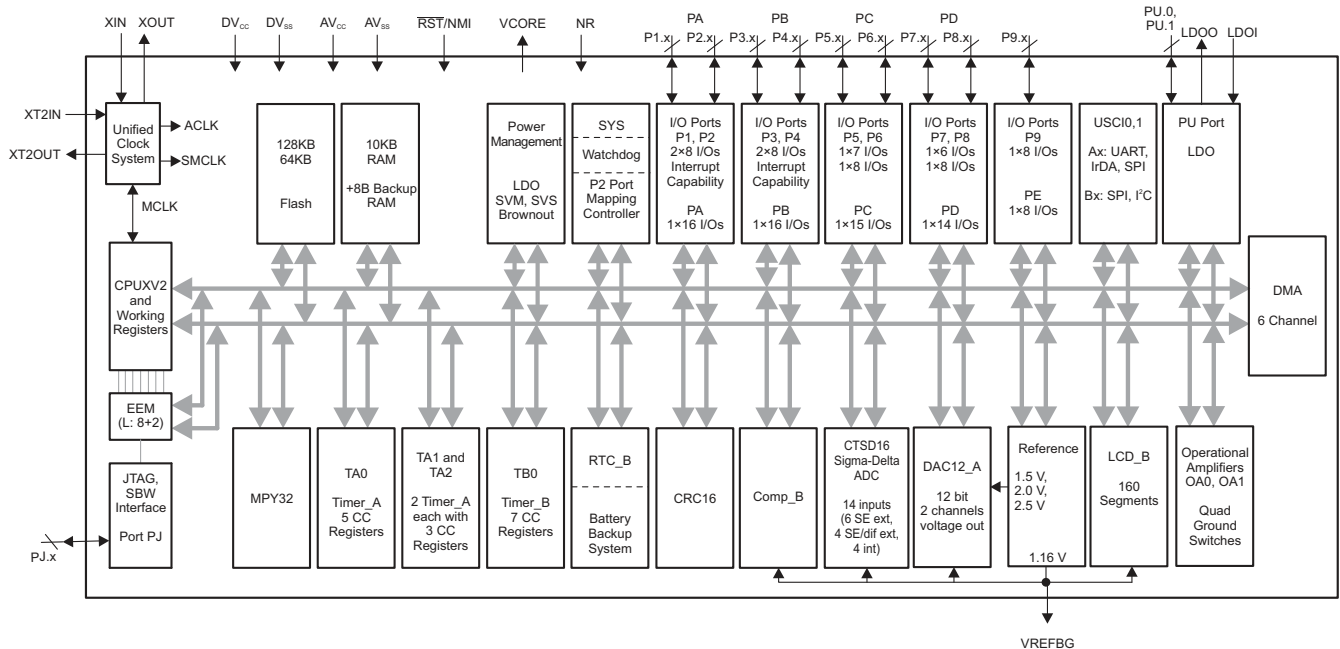 XIN
XOUT
DVCC
DVSS
AVCC
AVSS
RST/NMI
VCORE
NR
PA
P1.x
P2.x
PB
P3.x
P4.x
PC
P5.x
P6.x
PD
P7.x
P8.x
P9.x
PU.0,
PU.1
LDOO
LDOI
XT2IN
XT2OUT
Unified
Clock
System
ACLK
SMCLK
MCLK
128KB
64KB
Flash
10KB
RAM
+8B Backup
RAM
Power
Management
LDO
SVM, SVS
Brownout
SYS
Watchdog
P2 Port
Mapping
Controller
I/O Ports
P1, P2
2×8 I/Os
Interrupt
Capability
PA
1×16 I/Os
I/O Ports
P3, P4
2×8 I/Os
Interrupt
Capability
PB
1×16 I/Os
I/O Ports
P5, P6
1×7 I/Os
1×8 I/Os
PC
1×15 I/Os
I/O Ports
P7, P8
1×6 I/Os
1×8 I/Os
PD
1×14 I/Os
I/O Ports
P9
1×8 I/Os
PE
1×8 I/Os
USCI0,1
Ax: UART,
IrDA, SPI
Bx: SPI, I²C
PU Port
LDO
CPUXV2
and
Working
Registers
DMA
6 Channel
EEM
(L: 8+2)
JTAG,
SBW
Interface
Port PJ
PJ.x
MPY32
TA0
Timer_A
5 CC
Registers
TA1 and
TA2
2 Timer_A
each with
3 CC
Registers
TB0
Timer_B
7 CC
Registers
RTC_B
Battery
Backup
System
CRC16
Comp_B
CTSD16
Sigma-Delta
ADC
14 inputs
(6 SE ext,
4 SE/dif ext,
4 int)
DAC12_A
12 bit
2 channels
voltage out
Reference
1.5 V,
2.0 V,
2.5 V
1.16 V
LCD_B
160
Segments
Operational
Amplifiers
OA0, OA1
Quad
Ground
Switches
VREFBG